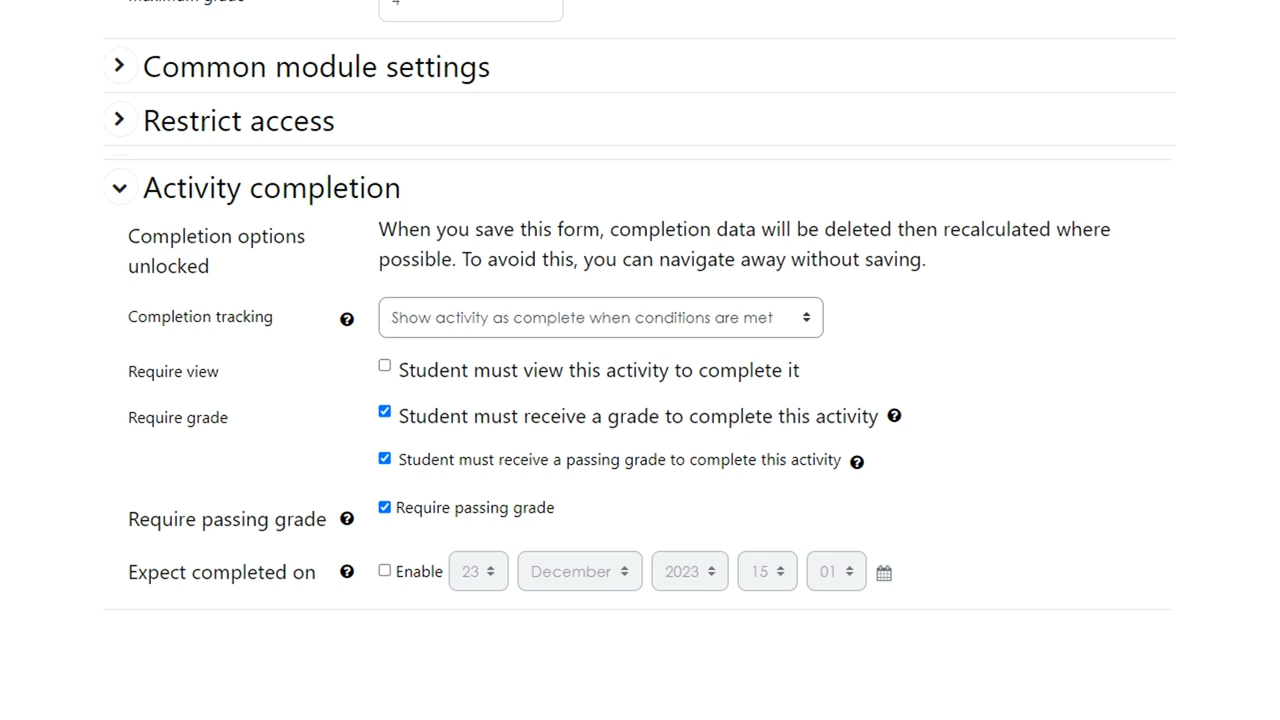 4
Common module settings
Restrict access
Activity completion
Completion options
unlocked
When you save this form, completion data will be deleted then recalculated where
possible. To avoid this, you can navigate away without saving.
Completion tracking
Show activity as complete when conditions are met
Require view
Student must view this activity to complete it
Require grade
Student must receive a grade to complete this activity
Student must receive a passing grade to complete this activity
Require passing grade
Require passing grade
Expect completed on
Enable 23 December 2023 15 01